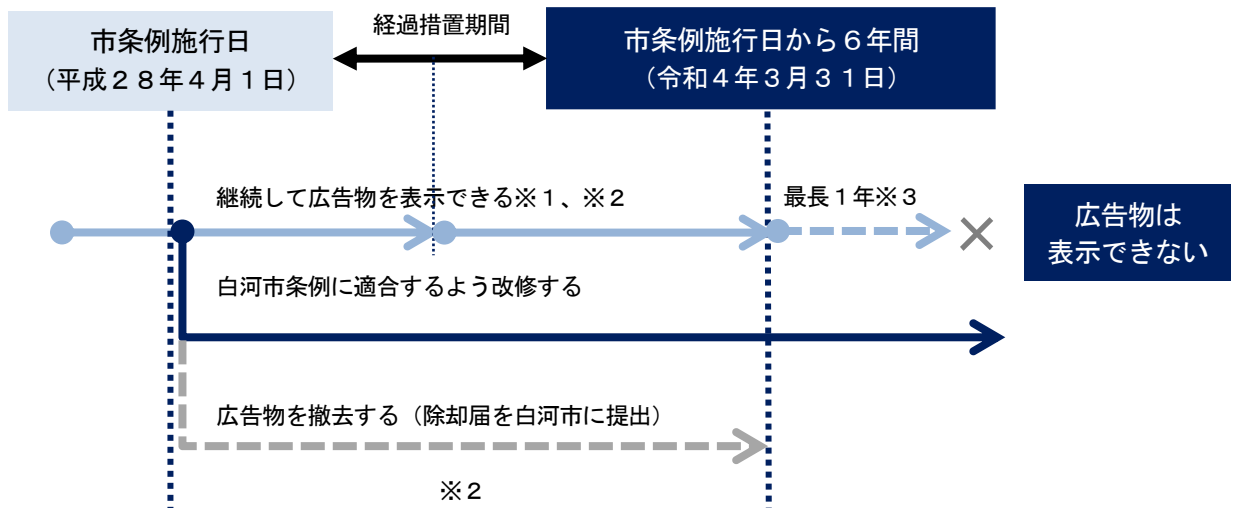 市条例施行日
（平成２８年４月１日）
経過措置期間
市条例施行日から６年間
（令和４年３月３１日）
継続して広告物を表示できる※１、※２
最長１年※３
広告物は
表示できない
白河市条例に適合するよう改修する
広告物を撤去する（除却届を白河市に提出）
※２